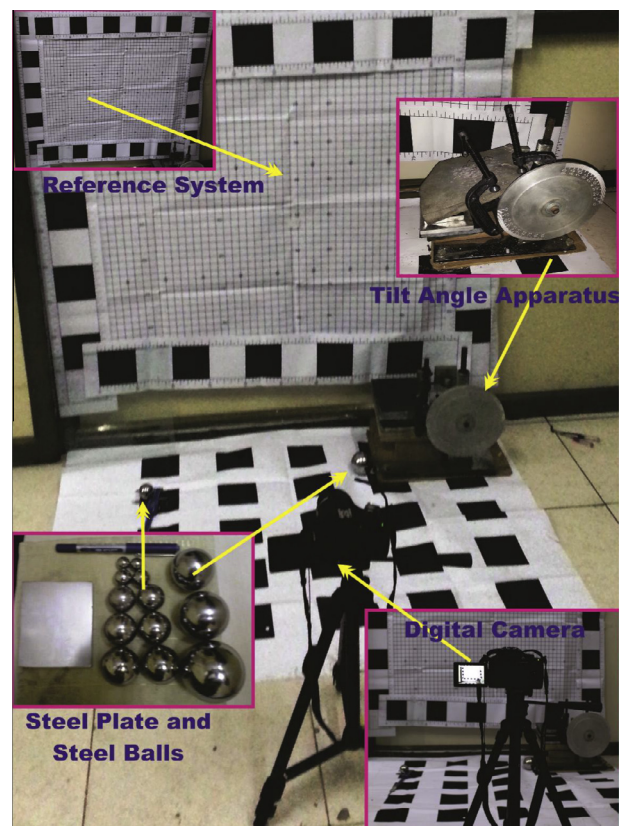 Reference System
Tilt Angle Apparatus
Digital Camera
Steel Plate and
Steel Balls